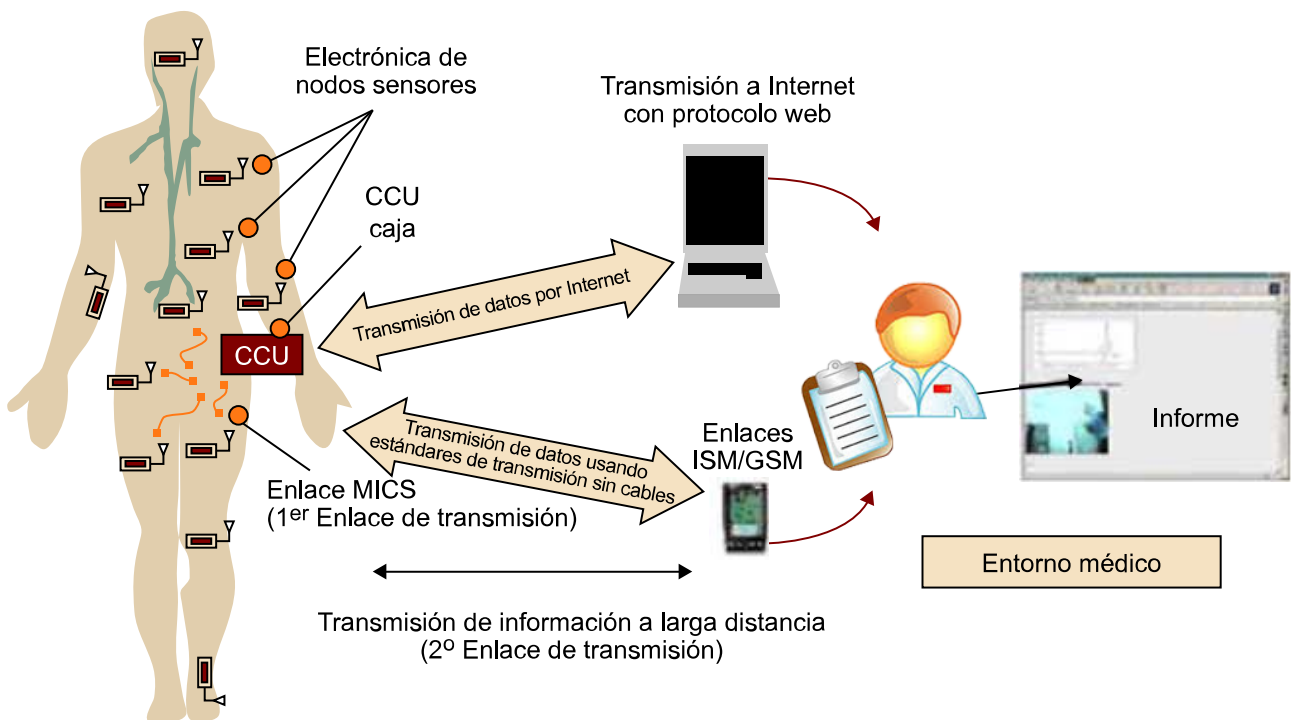 Electrónica de
nodos sensores
Transmisión a Internet
con protocolo web
CCU
caja
Transmisión de datos por Internet
CCU
Transmisión de datos usando
estándares de transmisión sin cables
Enlaces
ISM/GSM
Informe
Enlace MICS
(1er Enlace de transmisión)
Entorno médico
Transmisión de información a larga distancia
(2º Enlace de transmisión)